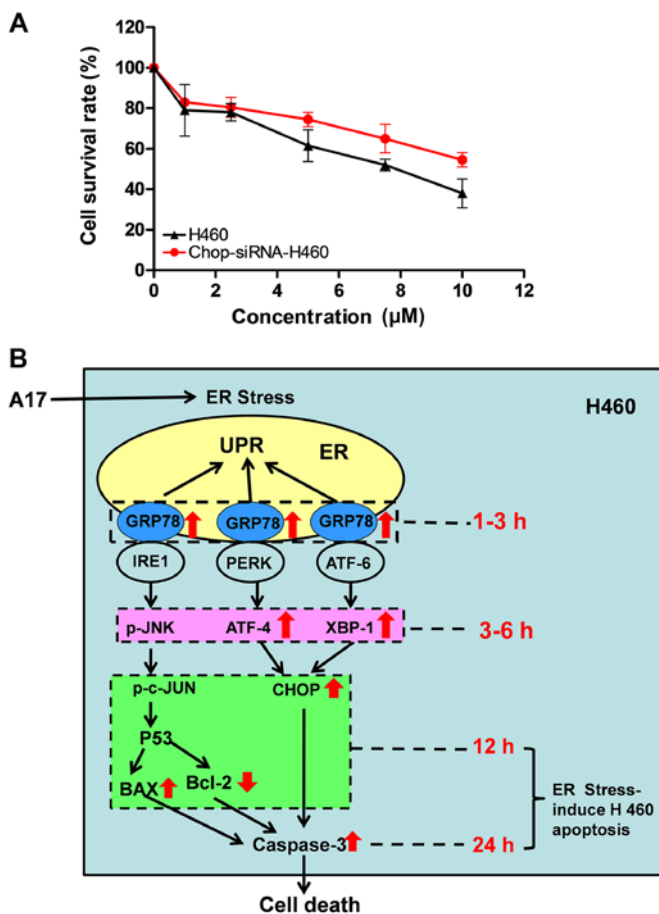 A
Cell survival rate (%)
120
100
80
60
40
20
0
H460
Chop-siRNA-H460
0 2 4 6 8 10 12
Concentration (µM)
B
A17
ER Stress
H460
UPR ER
GRP78 GRP78 GRP78
1-3 h
IRE1 PERK ATF-6
p-JNK ATF-4 XBP-1
3-6 h
p-c-JUN CHOP
P53
12 h
BAX Bcl-2
ER Stress-
induce H 460
apoptosis
Caspase-3
24 h
Cell death